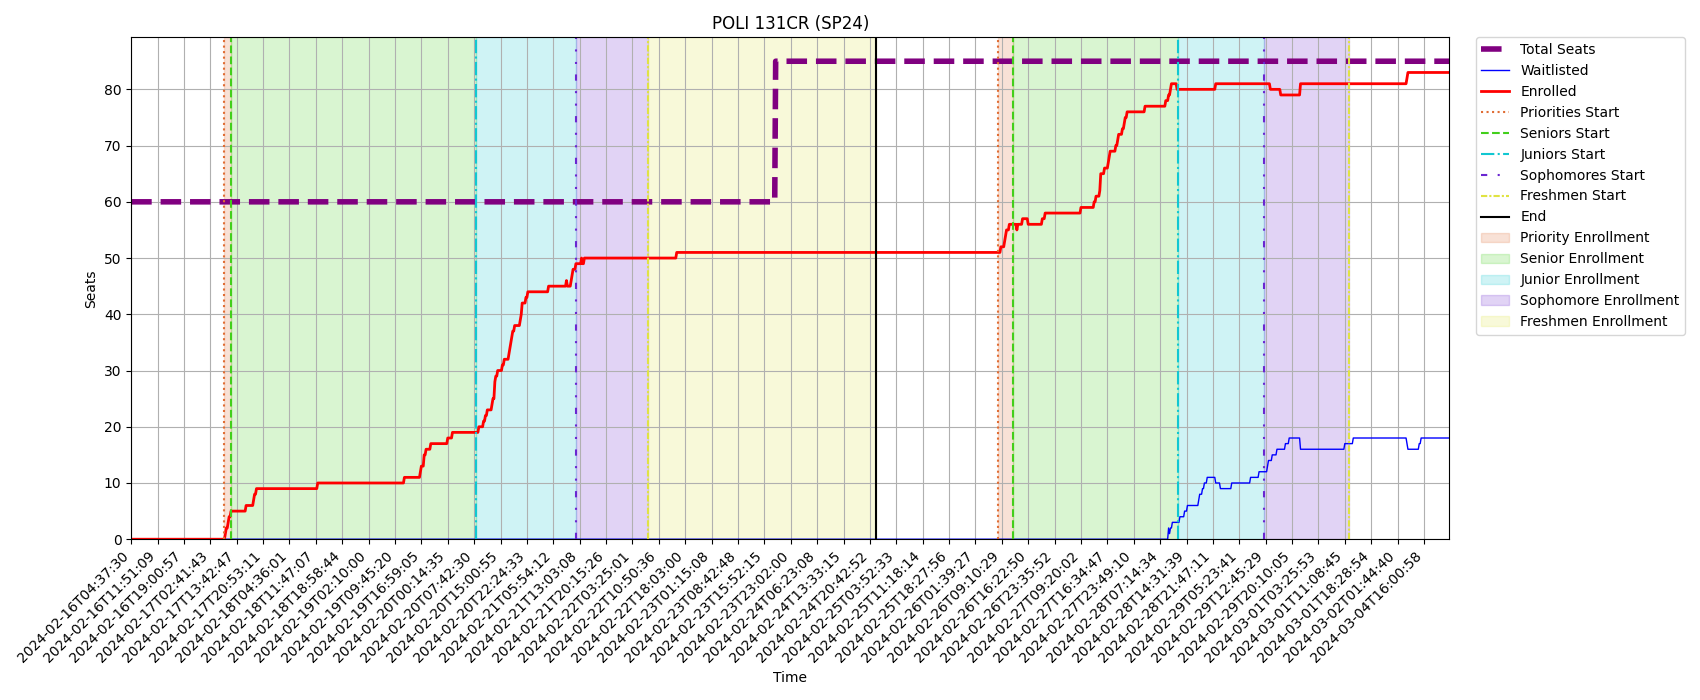 POLI 131CR (SP24)
Seats
80
70
60
50
40
30
20
10
0
2024-02-16T04:37:30
2024-02-16T11:51:09
2024-02-16T19:00:57
2024-02-17T02:41:43
2024-02-17T13:42:47
2024-02-17T20:53:11
2024-02-18T04:36:01
2024-02-18T11:47:07
2024-02-18T18:58:44
2024-02-19T02:10:00
2024-02-19T09:45:20
2024-02-19T16:59:05
2024-02-20T00:14:35
2024-02-20T07:42:30
2024-02-20T15:00:55
2024-02-20T22:24:33
2024-02-21T05:54:12
2024-02-21T13:03:08
2024-02-21T20:15:26
2024-02-22T03:25:01
2024-02-22T10:50:36
2024-02-22T18:03:00
2024-02-23T01:15:08
2024-02-23T08:42:48
2024-02-23T15:52:15
2024-02-23T23:02:00
2024-02-24T06:23:08
2024-02-24T13:33:15
2024-02-24T20:42:52
2024-02-25T03:52:33
2024-02-25T11:18:14
2024-02-25T18:27:56
2024-02-26T01:39:27
2024-02-26T09:10:29
2024-02-26T16:22:50
2024-02-26T23:35:52
2024-02-27T09:20:02
2024-02-27T16:34:47
2024-02-27T23:49:10
2024-02-28T07:14:34
2024-02-28T14:31:39
2024-02-28T21:47:11
2024-02-29T05:23:41
2024-02-29T12:45:29
2024-02-29T20:10:05
2024-03-01T03:25:53
2024-03-01T11:08:45
2024-03-01T18:28:54
2024-03-02T01:44:40
2024-03-04T16:00:58
Time
Total Seats
Waitlisted
Enrolled
Priorities Start
Seniors Start
Juniors Start
Sophomores Start
Freshmen Start
End
Priority Enrollment
Senior Enrollment
Junior Enrollment
Sophomore Enrollment
Freshmen Enrollment